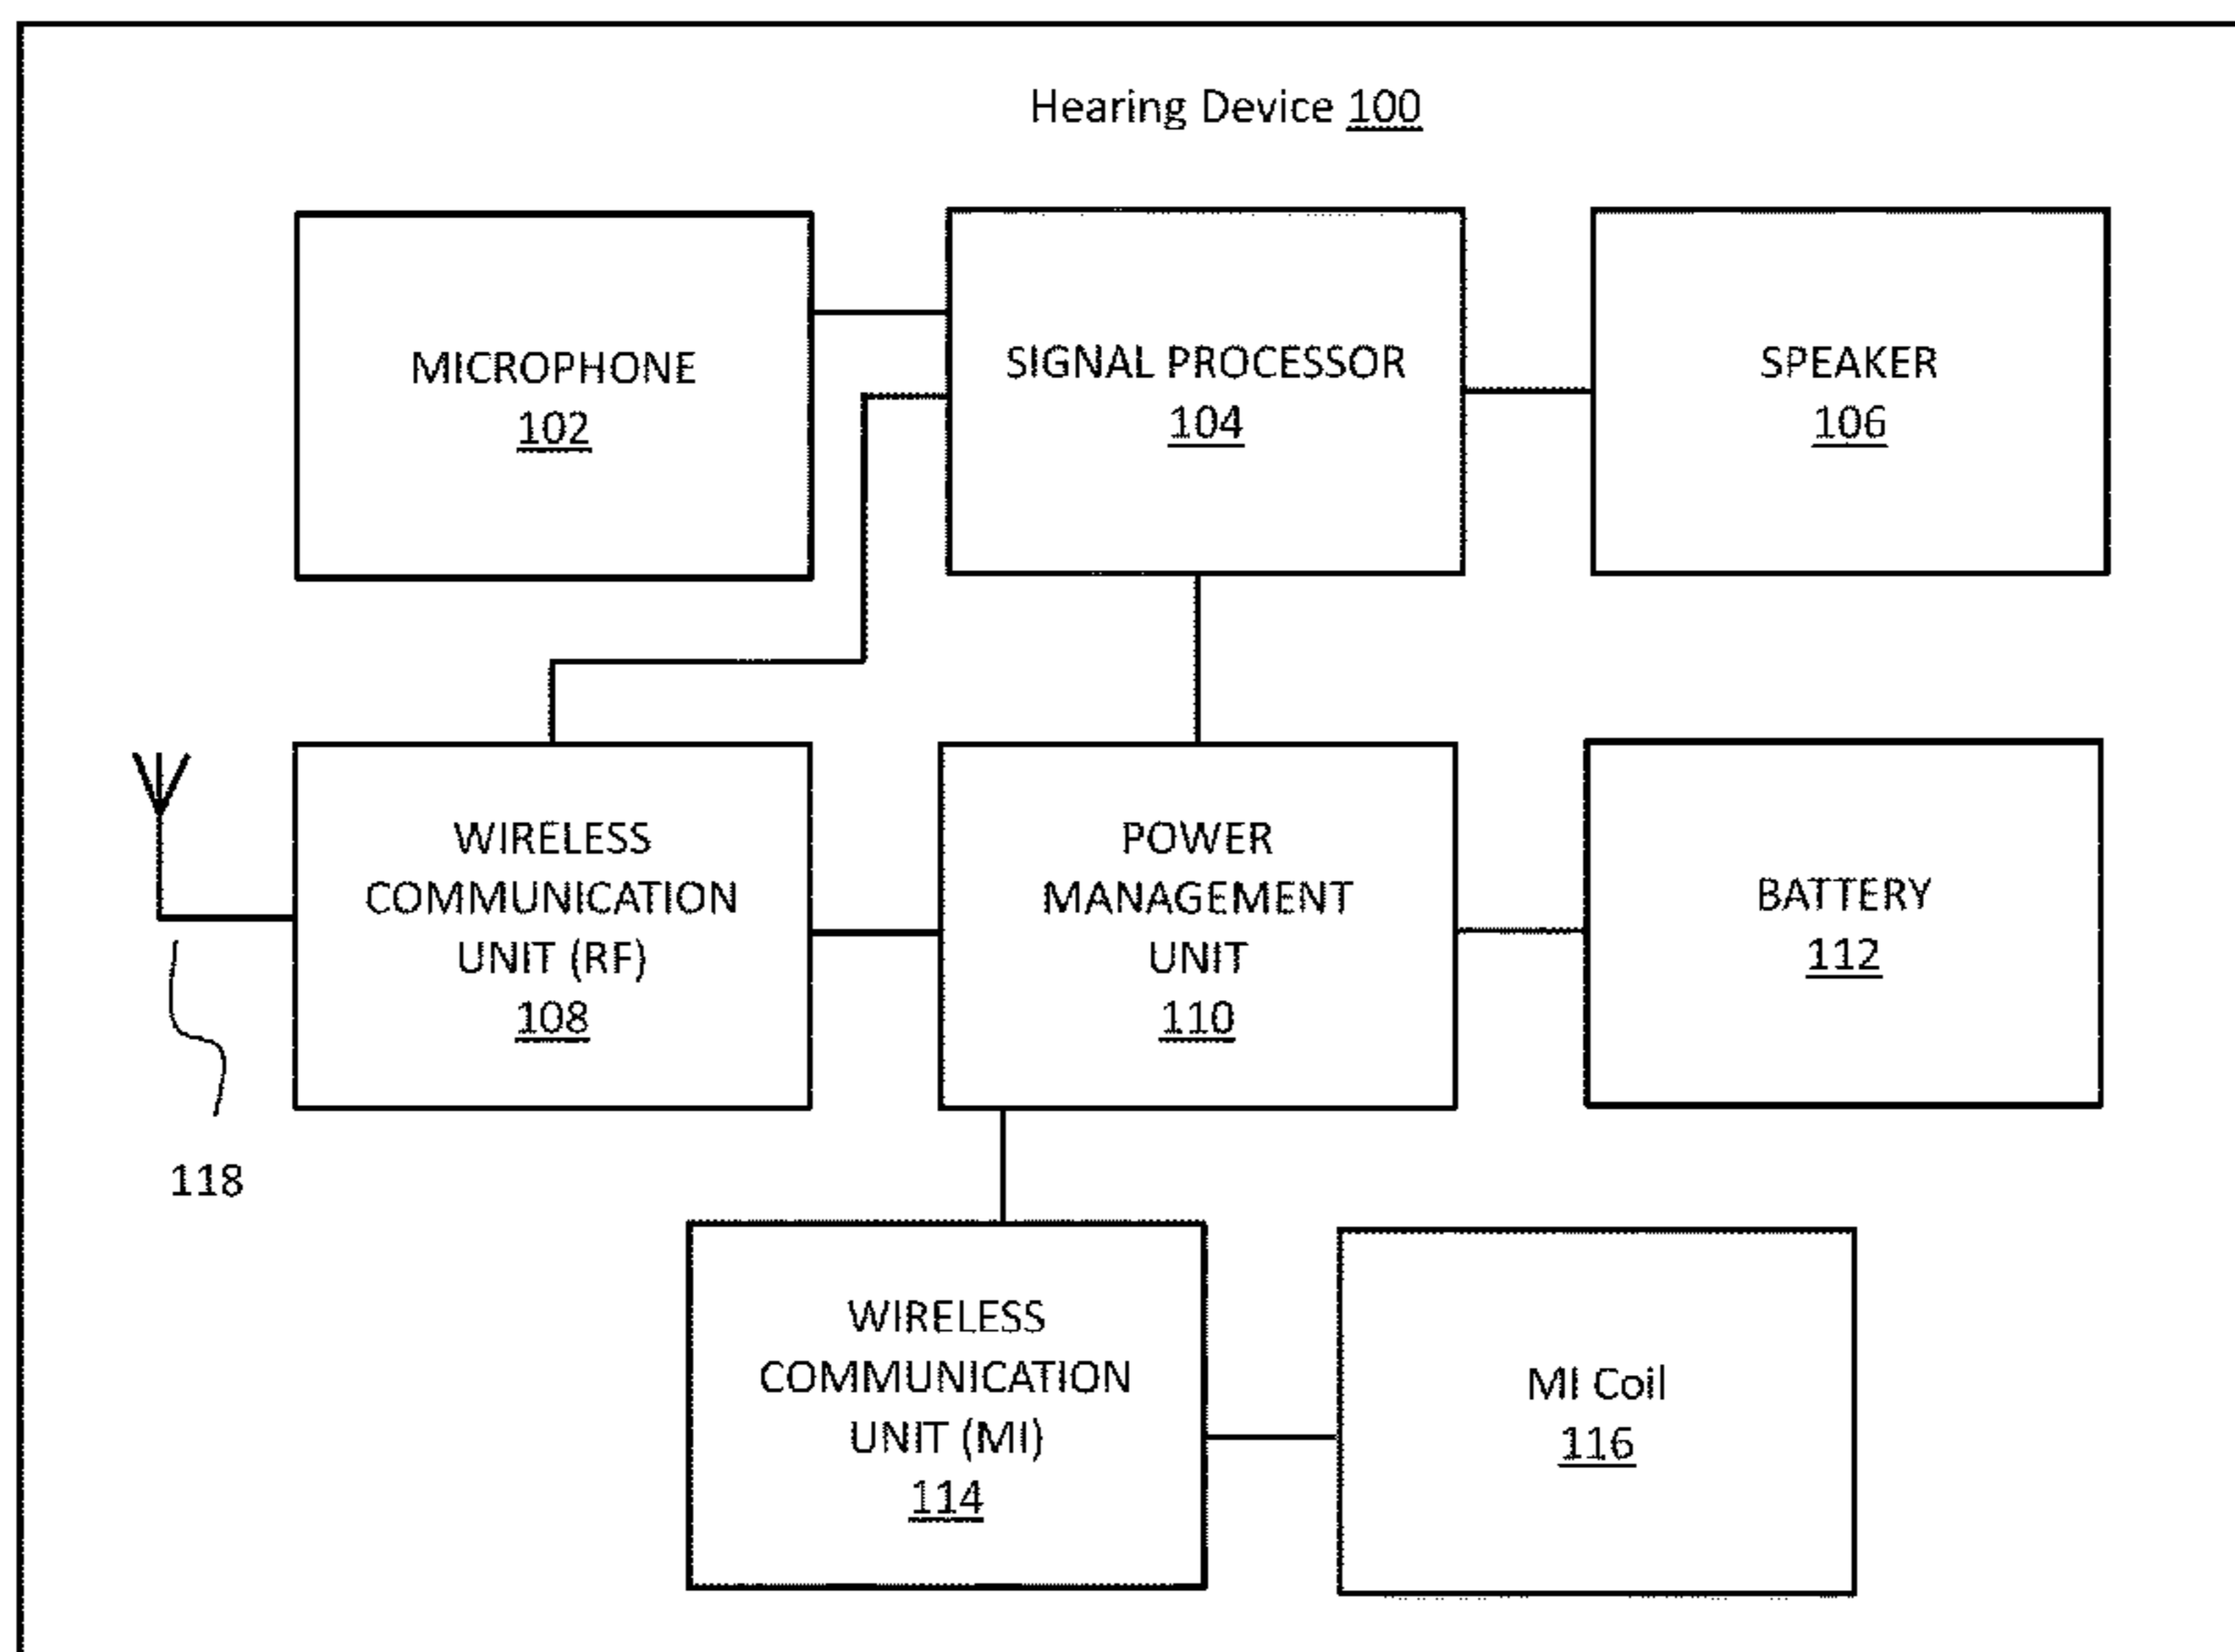 Hearing Device 100
MICROPHONE
102
SIGNAL PROCESSOR
104
SPEAKER
106
WIRELESS
COMMUNICATION
UNIT (RF)
108
POWER
MANAGEMENT
UNIT
110
BATTERY
112
118
WIRELESS
COMMUNICATION
UNIT (MI)
114
MI Coil
116